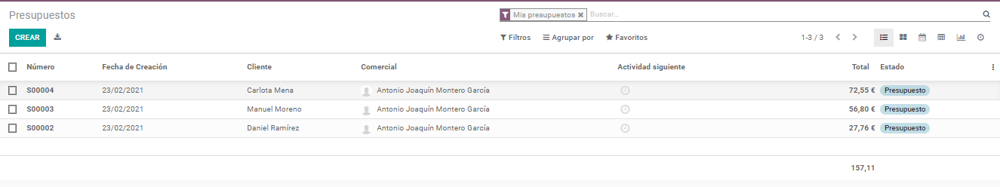 Presupuestos
Mis presupuestos ✖ Buscar...
CREAR
Filtros Agrupar por Favoritos 1-3 / 3
Número Fecha de Creación Cliente Comercial Actividad siguiente Total Estado
S00004 23/02/2021 Carlota Mena Antonio Joaquín Montero García 72,55 € Presupuesto
S00003 23/02/2021 Manuel Moreno Antonio Joaquín Montero García 56,80 € Presupuesto
S00002 23/02/2021 Daniel Ramírez Antonio Joaquín Montero García 27,76 € Presupuesto
157,11